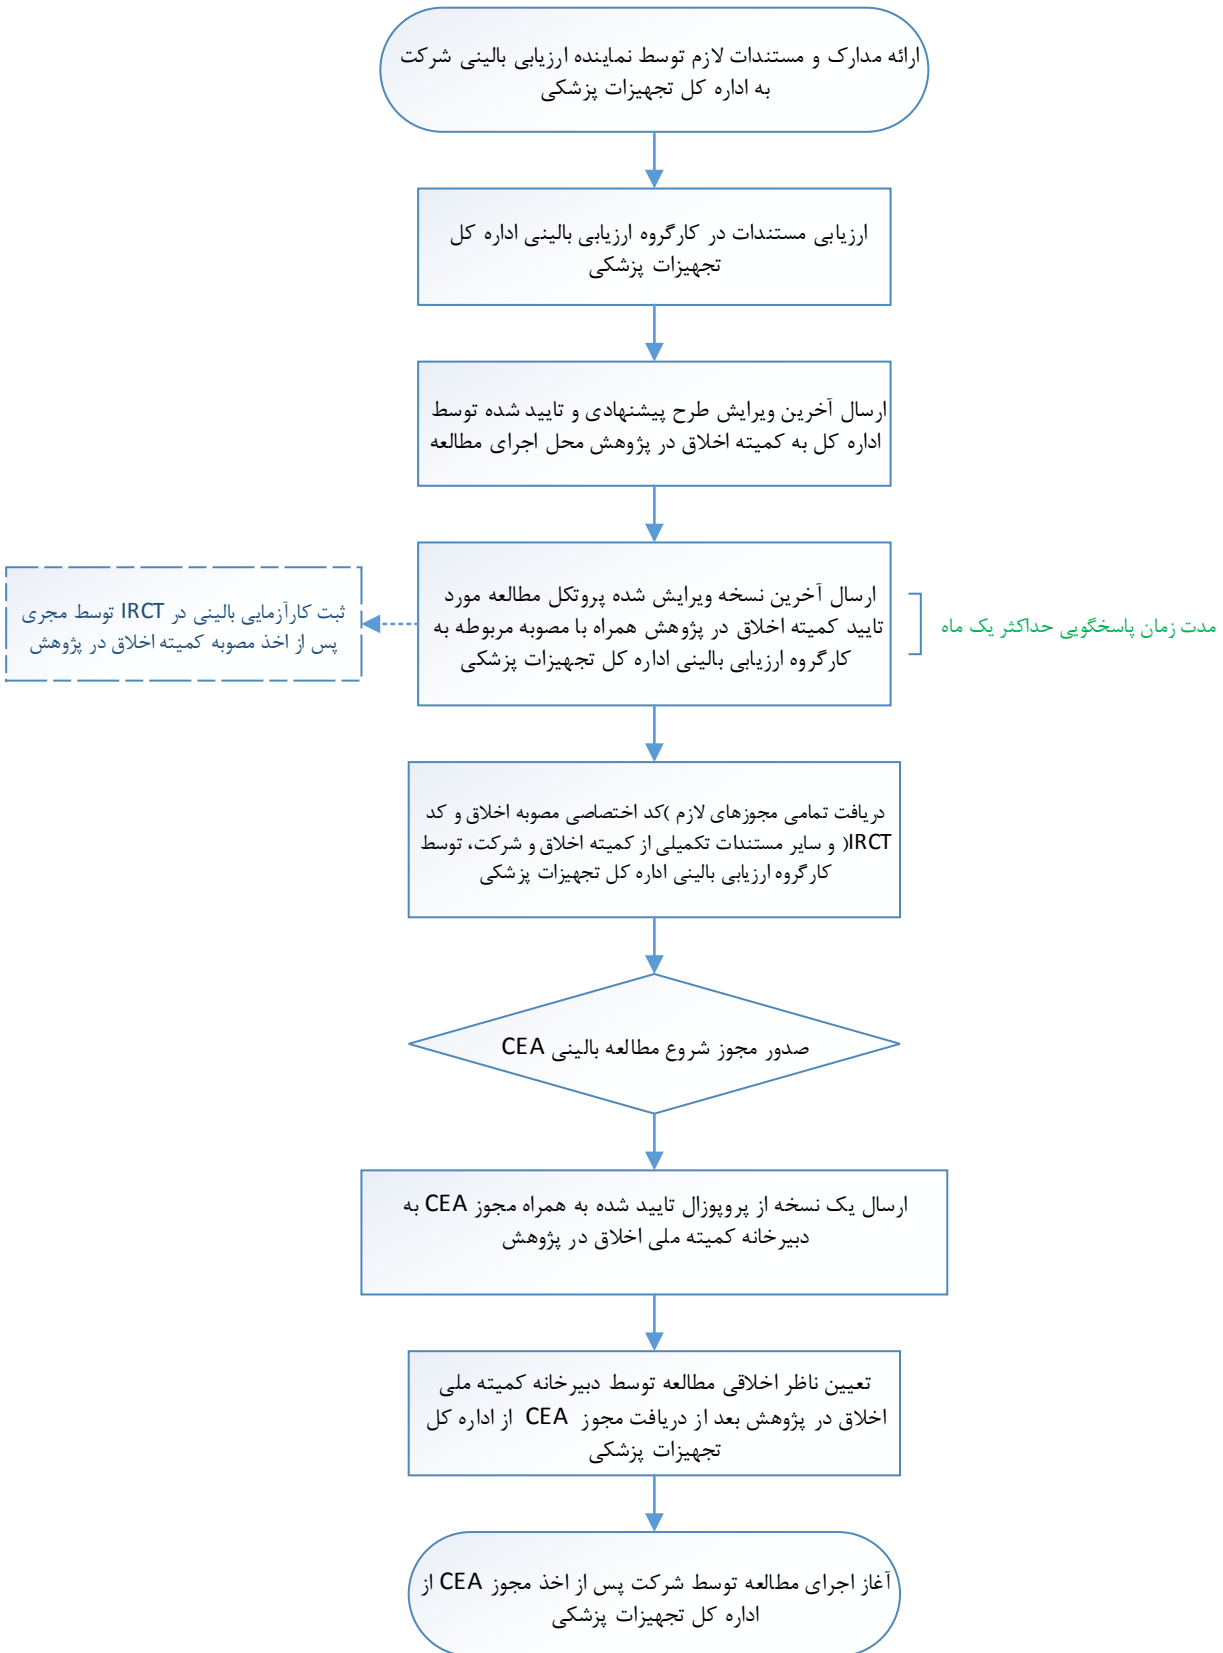 ارائه مدارک و مستندات لازم توسط نماینده ارزیابی بالینی شرکت
به اداره کل تجهیزات پزشکی
ارزیابی مستندات در کارگروه ارزیابی بالینی اداره کل
تجهیزات پزشکی
ارسال آخرین ویرایش طرح پیشنهادی و تایید شده توسط
اداره کل به کمیته اخلاق در پژوهش محل اجرای مطالعه
ارسال آخرین نسخه ویرایش شده پروتکل مطالعه مورد
تایید کمیته اخلاق در پژوهش همراه با مصوبه مربوطه به
کارگروه ارزیابی بالینی اداره کل تجهیزات پزشکی
مدت زمان پاسخگویی حداکثر یک ماه
ثبت کارآزمایی بالینی در IRCT توسط مجری
پس از اخذ مصوبه کمیته اخلاق در پژوهش
دریافت تمامی مجوزهای لازم )کد اختصاصی مصوبه اخلاق و کد
IRCT( و سایر مستندات تکمیلی از کمیته اخلاق و شرکت، توسط
کارگروه ارزیابی بالینی اداره کل تجهیزات پزشکی
صدور مجوز شروع مطالعه بالینی CEA
ارسال یک نسخه از پروپوزال تایید شده به همراه مجوز CEA به
دبیرخانه کمیته ملی اخلاق در پژوهش
تعیین ناظر اخلاقی مطالعه توسط دبیرخانه کمیته ملی
اخلاق در پژوهش بعد از دریافت مجوز CEA از اداره کل
تجهیزات پزشکی
آغاز اجرای مطالعه توسط شرکت پس از اخذ مجوز CEA از
اداره کل تجهیزات پزشکی